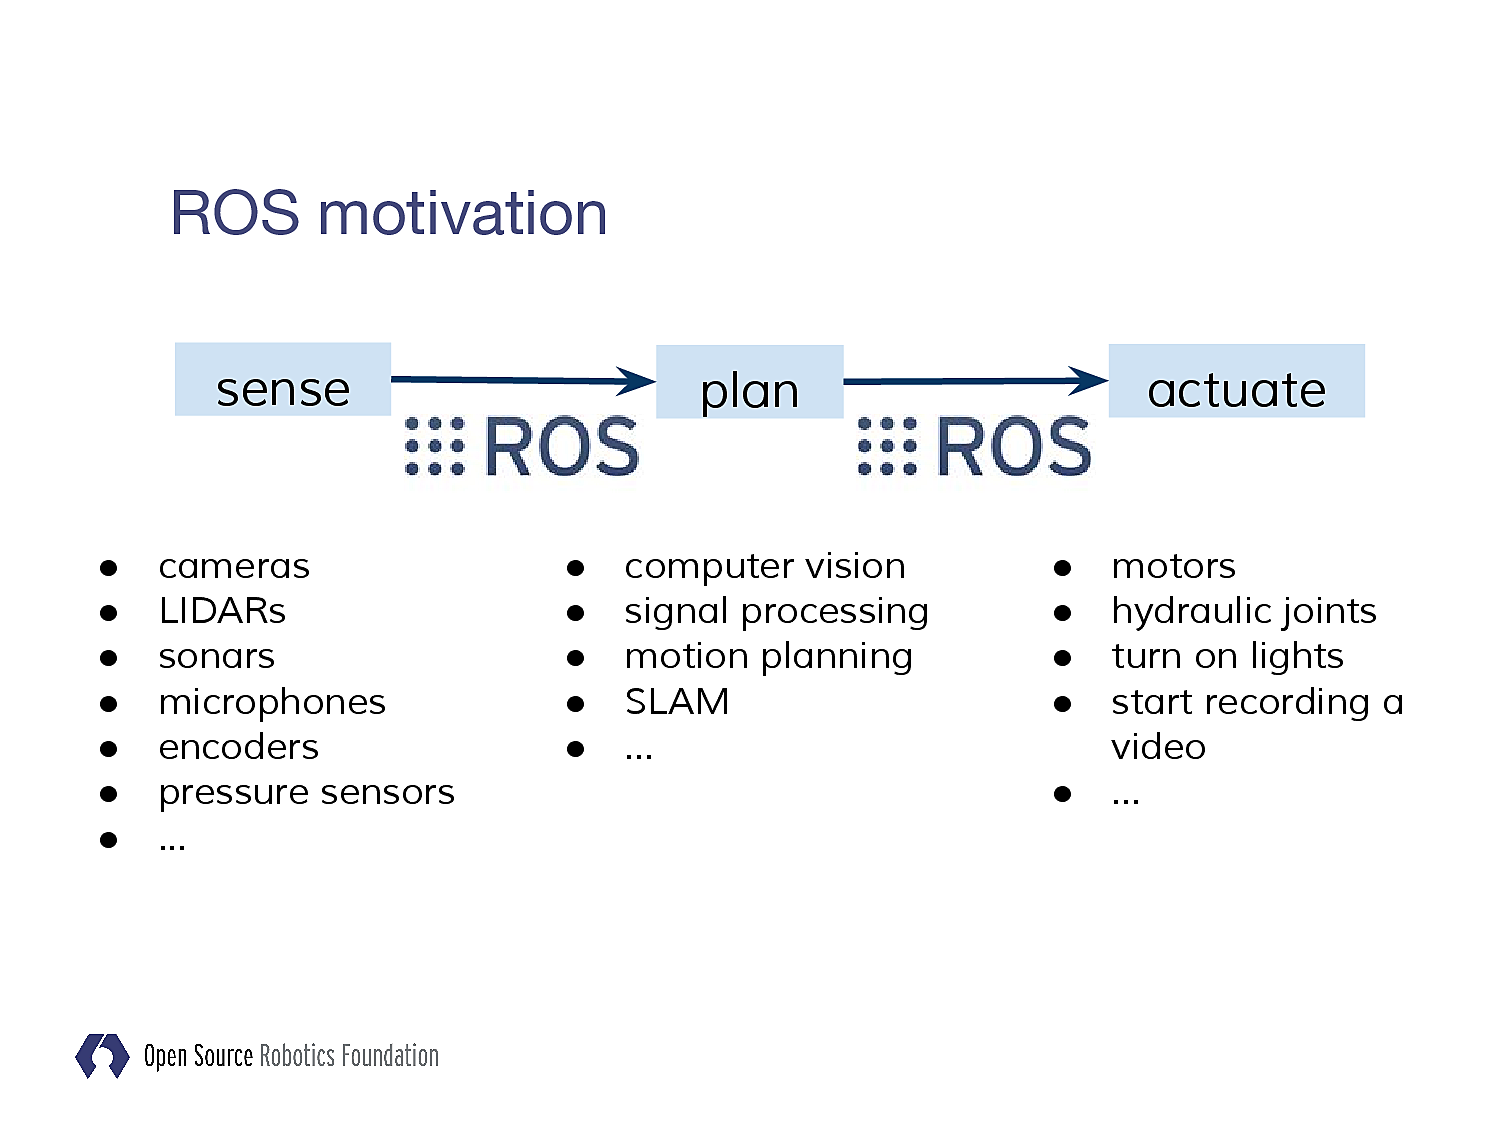 ROS motivation
sense
plan
actuate
ROS
ROS
● cameras
● LIDARs
● sonars
● microphones
● encoders
● pressure sensors
● ...
● computer vision
● signal processing
● motion planning
● SLAM
● ...
● motors
● hydraulic joints
● turn on lights
● start recording a
video
● ...
Open Source Robotics Foundation